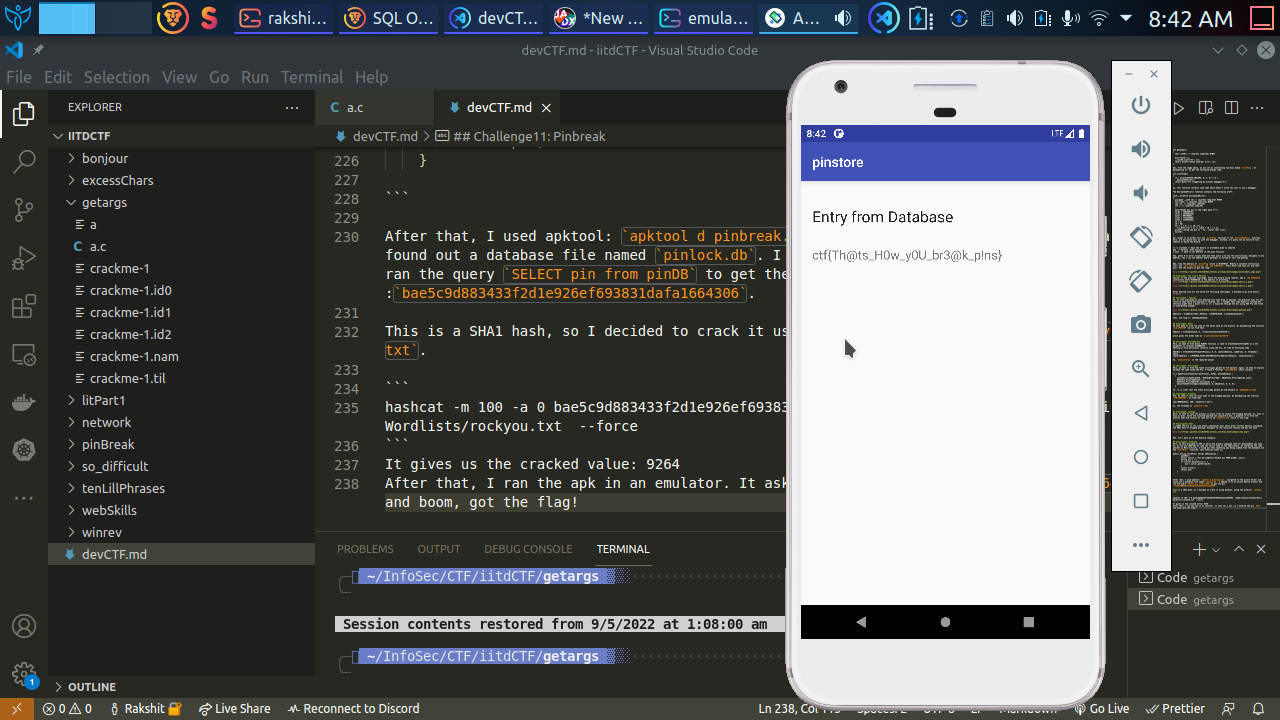 rakshi...
SQL O...
devCT...
*New ...
emula...
A...
8:42 AM
devCTF.md - iitdCTF - Visual Studio Code
File Edit Selection View Go Run Terminal Help
EXPLORER
IITDCTF
bonjour
excessChars
getargs
a
a.c
crackme-1
crackme-1.id0
crackme-1.id1
crackme-1.id2
crackme-1.nam
crackme-1.til
litPart1
network
pinBreak
so_difficult
tenLillPhrases
webSkills
winrev
devCTF.md
OUTLINE
a.c
devCTF.md
devCTF.md > ## Challenge11: Pinbreak
226 }
227
228 ```
229
230 After that, I used apktool: `apktool d pinbreak.
found out a database file named `pinlock.db`. I
ran the query `SELECT pin from pinDB` to get the
:`bae5c9d883433f2d1e926ef693831dafa1664306`.
231
232 This is a SHA1 hash, so I decided to crack it us
txt`.
233
234 ```
235 hashcat -m 100 -a 0 bae5c9d883433f2d1e926ef69383
Wordlists/rockyou.txt --force
236 ```
237 It gives us the cracked value: 9264
238 After that, I ran the apk in an emulator. It ask
and boom, got the flag!
PROBLEMS OUTPUT DEBUG CONSOLE TERMINAL
~/InfoSec/CTF/iitdCTF/getargs
Session contents restored from 9/5/2022 at 1:08:00 am
~/InfoSec/CTF/iitdCTF/getargs
Code getargs
Code getargs
8:42
LTE
pinstore
Entry from Database
ctf{Th@ts_H0w_y0U_br3@k_p!ns}
1
0 0
Rakshit
Live Share
Reconnect to Discord
Go Live
Prettier